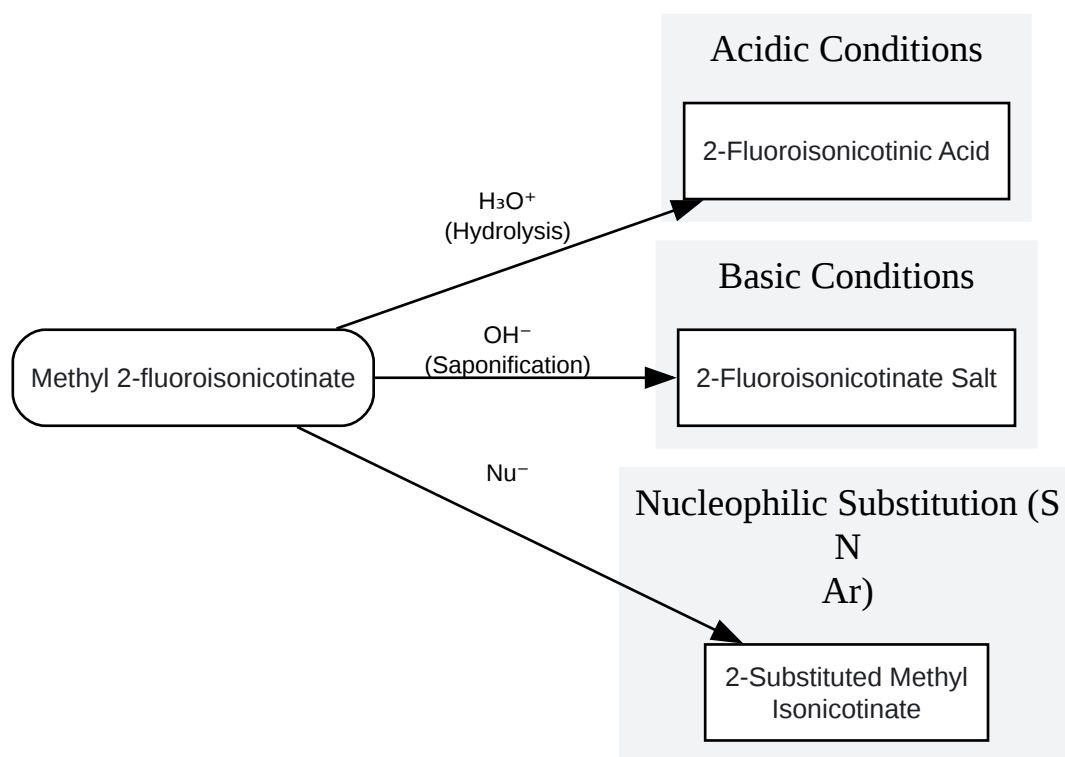 Acidic Conditions
2-Fluoroisonicotinic Acid
H₃O⁺
(Hydrolysis)
Basic Conditions
OH⁻
(Saponification)
Methyl 2-fluoroisonicotinate
2-Fluoroisonicotinate Salt
Nu⁻
Nucleophilic Substitution (S
N
Ar)
2-Substituted Methyl
Isonicotinate